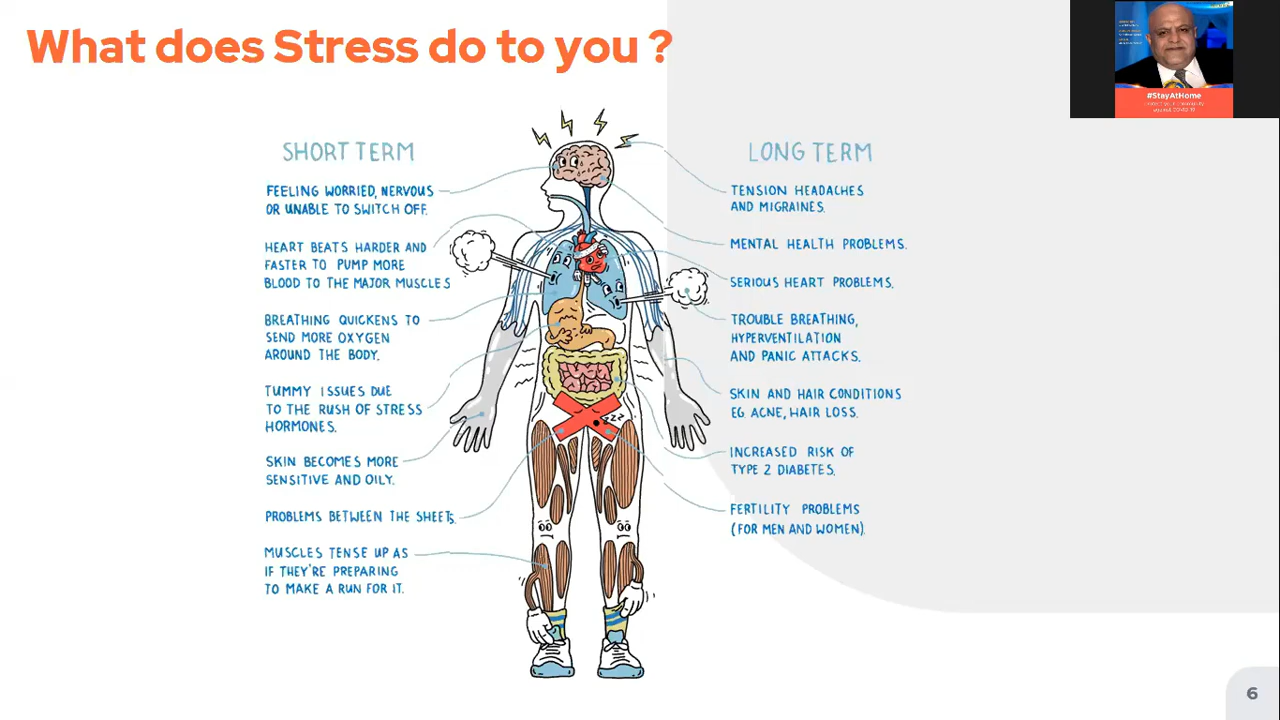 What does Stress do to you ?
#StayAtHome
against COVID-19
SHORT TERM
FEELING WORRIED, NERVOUS
OR UNABLE TO SWITCH OFF.
HEART BEATS HARDER AND
FASTER TO PUMP MORE
BLOOD TO THE MAJOR MUSCLES
BREATHING QUICKENS TO
SEND MORE OXYGEN
AROUND THE BODY.
TUMMY ISSUES DUE
TO THE RUSH OF STRESS
HORMONES.
SKIN BECOMES MORE
SENSITIVE AND OILY.
PROBLEMS BETWEEN THE SHEETS.
MUSCLES TENSE UP AS
IF THEY'RE PREPARING
TO MAKE A RUN FOR IT.
zzz
LONG TERM
TENSION HEADACHES
AND MIGRAINES.
MENTAL HEALTH PROBLEMS.
SERIOUS HEART PROBLEMS.
TROUBLE BREATHING,
HYPERVENTILATION
AND PANIC ATTACKS.
SKIN AND HAIR CONDITIONS
EG ACNE, HAIR LOSS.
INCREASED RISK OF
TYPE 2 DIABETES.
FERTILITY PROBLEMS
(FOR MEN AND WOMEN).
6